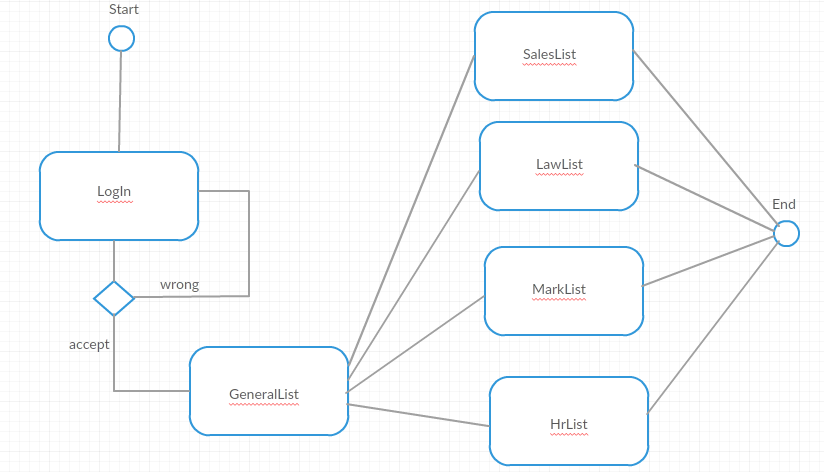 Start
SalesList
LawList
LogIn
End
wrong
MarkList
accept
GeneralList
HrList